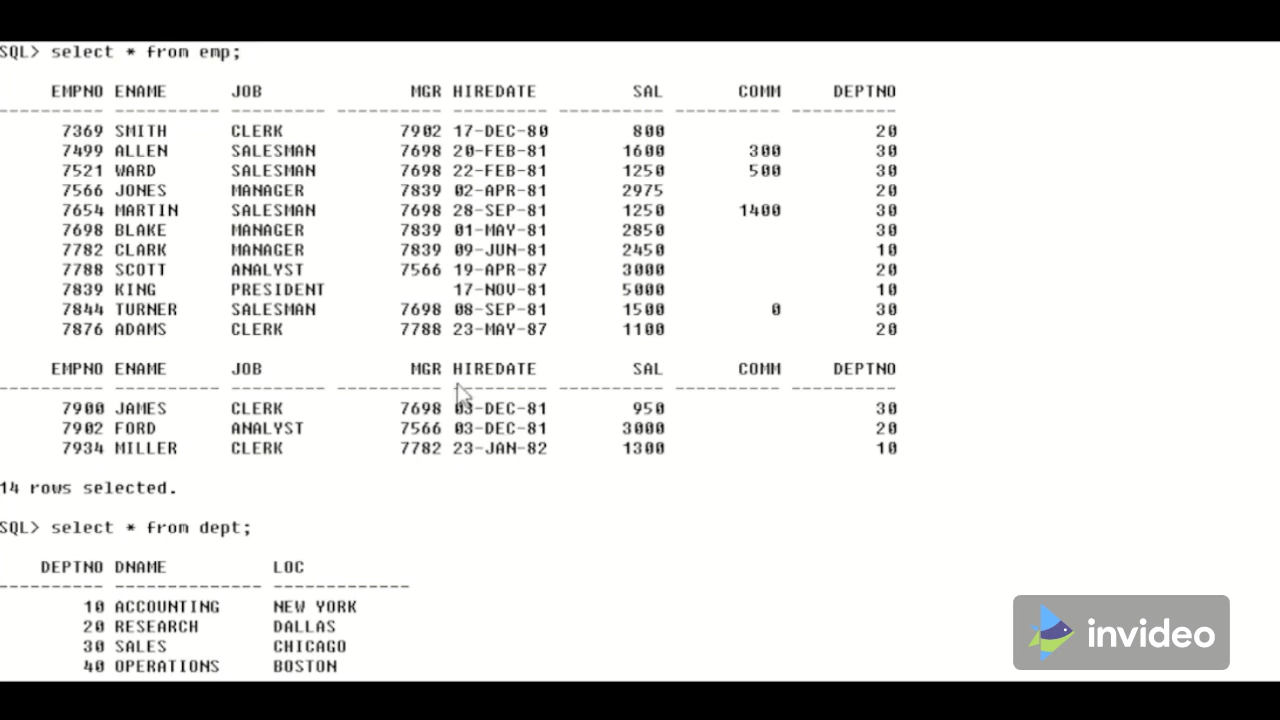 SQL> select * from emp;
EMPNO ENAME JOB MGR HIREDATE SAL COMM DEPTNO
7369 SMITH CLERK 7902 17-DEC-80 800 20
7499 ALLEN SALESMAN 7698 20-FEB-81 1600 300 30
7521 WARD SALESMAN 7698 22-FEB-81 1250 500 30
7566 JONES MANAGER 7839 02-APR-81 2975 20
7654 MARTIN SALESMAN 7698 28-SEP-81 1250 1400 30
7698 BLAKE MANAGER 7839 01-MAY-81 2850 30
7782 CLARK MANAGER 7839 09-JUN-81 2450 10
7788 SCOTT ANALYST 7566 19-APR-87 3000 20
7839 KING PRESIDENT 17-NOV-81 5000 10
7844 TURNER SALESMAN 7698 08-SEP-81 1500 0 30
7876 ADAMS CLERK 7788 23-MAY-87 1100 20
EMPNO ENAME JOB MGR HIREDATE SAL COMM DEPTNO
7900 JAMES CLERK 7698 03-DEC-81 950 30
7902 FORD ANALYST 7566 03-DEC-81 3000 20
7934 MILLER CLERK 7782 23-JAN-82 1300 10
14 rows selected.
SQL> select * from dept;
DEPTNO DNAME LOC
10 ACCOUNTING NEW YORK
20 RESEARCH DALLAS
30 SALES CHICAGO
40 OPERATIONS BOSTON
invideo